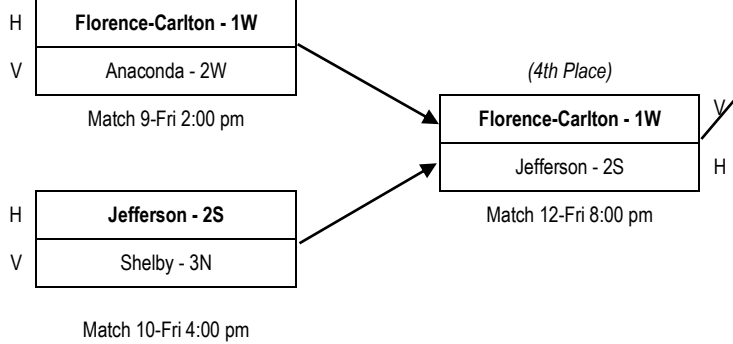 H Florence-Carlton - 1W
V Anaconda - 2W
Match 9-Fri 2:00 pm
(4th Place)
Florence-Carlton - 1W V
Jefferson - 2S H
Match 12-Fri 8:00 pm
H Jefferson - 2S
V Shelby - 3N
Match 10-Fri 4:00 pm